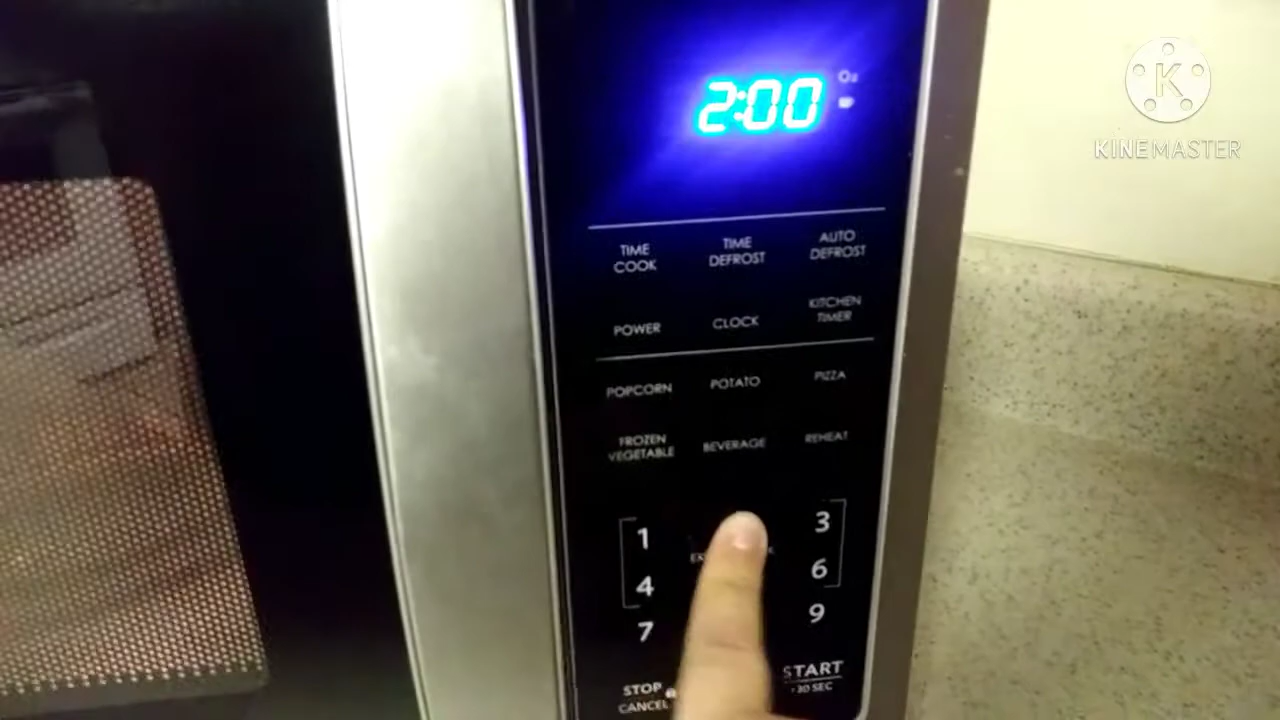 2:00
Oz
TIME COOK
TIME DEFROST
AUTO DEFROST
POWER
CLOCK
KITCHEN TIMER
POPCORN
POTATO
PIZZA
FROZEN VEGETABLE
BEVERAGE
REHEAT
1
3
4
6
7
9
STOP
CANCEL
START
+30 SEC
K
KINEMASTER